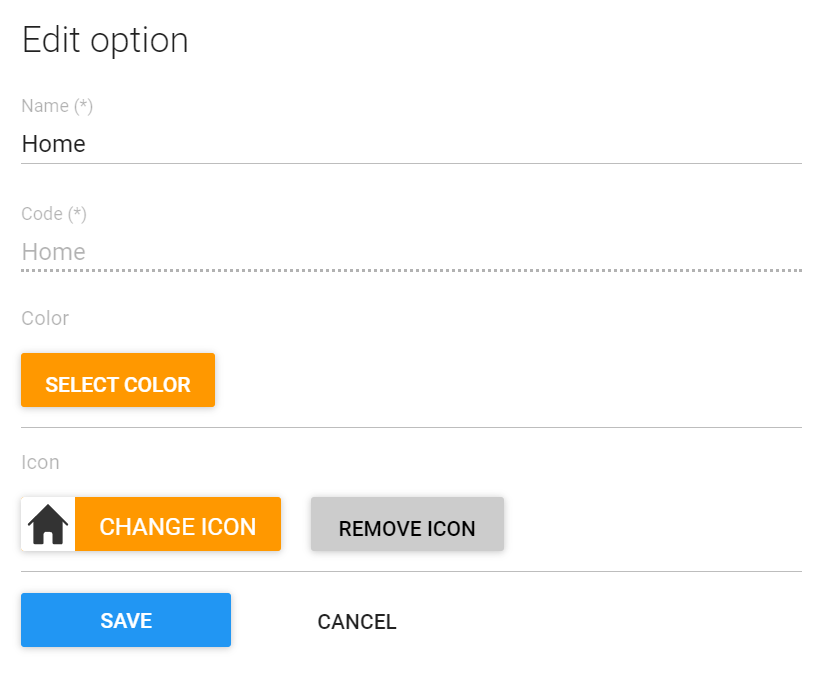 Edit option
Name (*)
Home
Code (*)
Home
Color
SELECT COLOR
Icon
CHANGE ICON REMOVE ICON
SAVE CANCEL